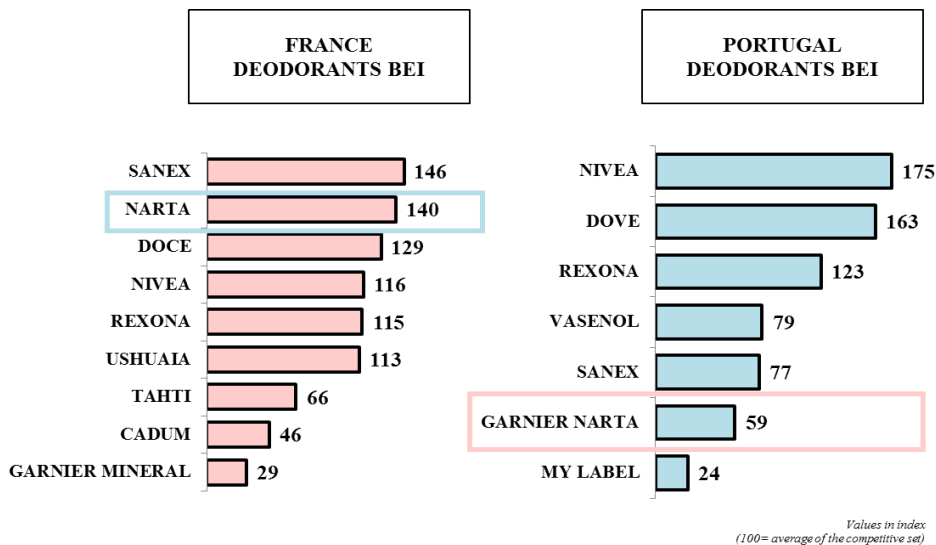 FRANCE
DEODORANTS BEI
SANEX 146
NARTA 140
DOCE 129
NIVEA 116
REXONA 115
USHUAIA 113
TAHTI 66
CADUM 46
GARNIER MINERAL 29
PORTUGAL
DEODORANTS BEI
NIVEA 175
DOVE 163
REXONA 123
VASENOL 79
SANEX 77
GARNIER NARTA 59
MY LABEL 24
Values in index
(100= average of the competitive set)